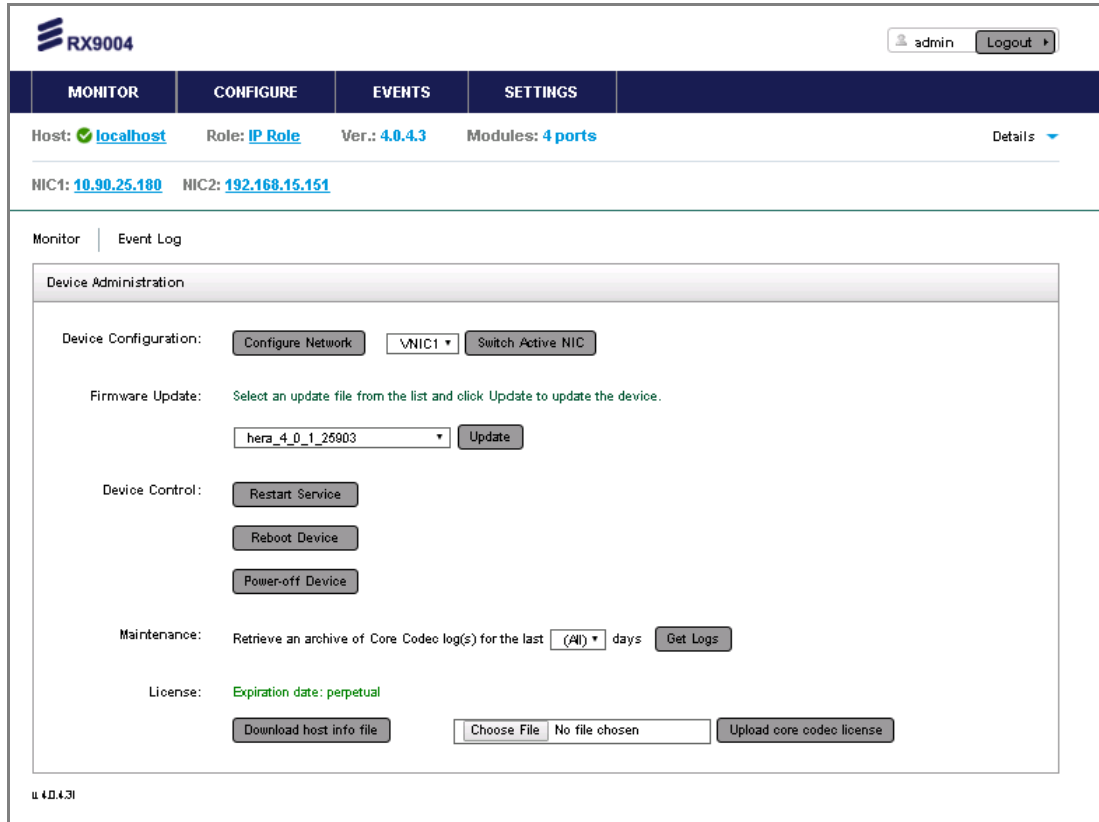 RX9004
admin Logout
MONITOR CONFIGURE EVENTS SETTINGS
Host: localhost Role: IP Role Ver.: 4.0.4.3 Modules: 4 ports Details
NIC1: 10.90.25.180 NIC2: 192.168.15.151
Monitor Event Log
Device Administration
Device Configuration: Configure Network VNIC1 Switch Active NIC
Firmware Update: Select an update file from the list and click Update to update the device.
hera_4_0_1_25903 Update
Device Control: Restart Service
Reboot Device
Power-off Device
Maintenance: Retrieve an archive of Core Codec log(s) for the last (All) days Get Logs
License: Expiration date: perpetual
Download host info file Choose File No file chosen Upload core codec license